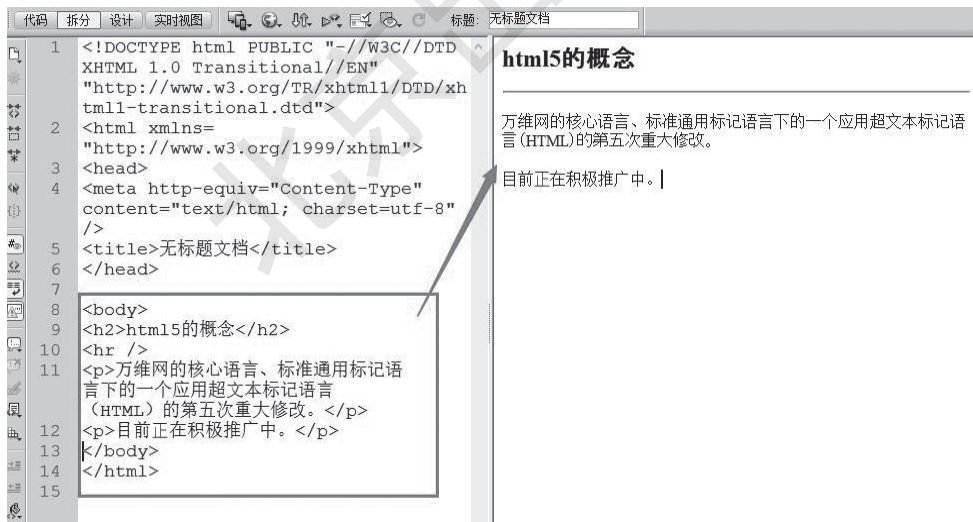 代码 拆分 设计 实时视图 标题: 无标题文档
1 <!DOCTYPE html PUBLIC "-//W3C//DTD
XHTML 1.0 Transitional//EN"
"http://www.w3.org/TR/xhtml1/DTD/xh
tml1-transitional.dtd">
2 <html xmlns=
"http://www.w3.org/1999/xhtml">
3 <head>
4 <meta http-equiv="Content-Type"
content="text/html; charset=utf-8"
/>
5 <title>无标题文档</title>
6 </head>
7
8 <body>
9 <h2>html5的概念</h2>
10 <hr />
11 <p>万维网的核心语言、标准通用标记语
言下的一个应用超文本标记语言
（HTML）的第五次重大修改。</p>
12 <p>目前正在积极推广中。</p>
13 </body>
14 </html>
15
html5的概念
万维网的核心语言、标准通用标记语言下的一个应用超文本标记语
言(HTML)的第五次重大修改。
目前正在积极推广中。
北京